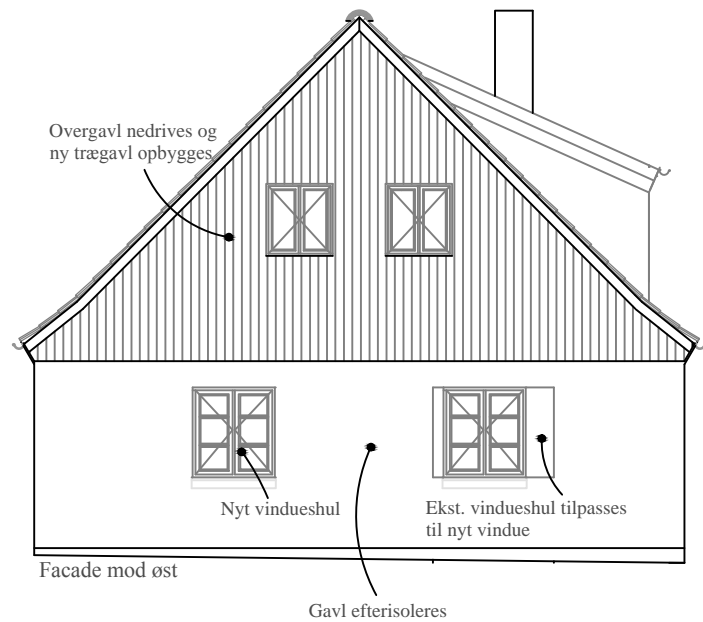 Overgavl nedrives og
ny trægavl opbygges
Nyt vindueshul
Ekst. vindueshul tilpasses
til nyt vindue
Facade mod øst
Gavl efterisoleres